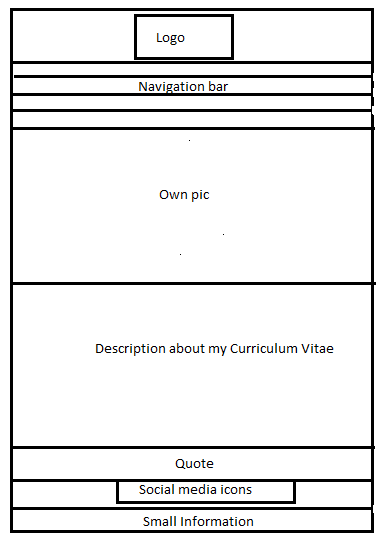 Logo
Navigation bar
Own pic
Description about my Curriculum Vitae
Quote
Social media icons
Small Information